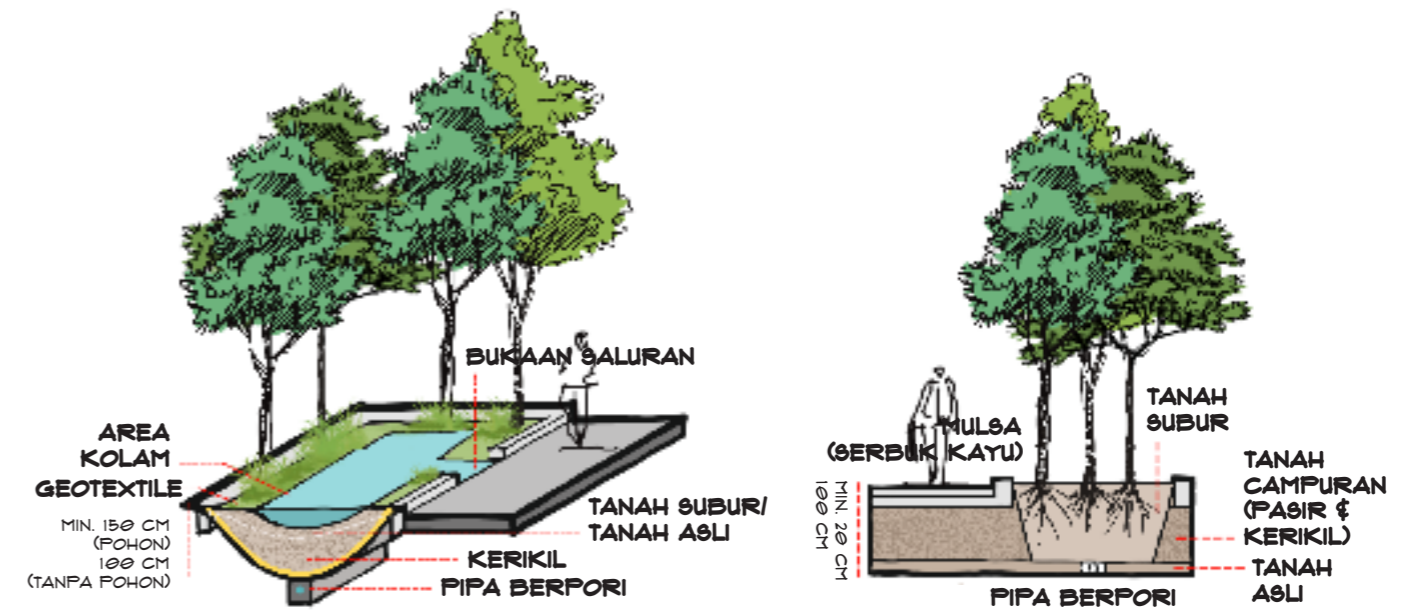 BUKAAN SALURAN
AREA
KOLAM
GEOTEXTILE
MIN. 150 CM
(POHON)
100 CM
(TANPA POHON)
TANAH SUBUR/
TANAH ASLI
KERIKIL
PIPA BERPORI
MULSA
(SERBUK KAYU)
TANAH
SUBUR
MIN. 20 CM
100 CM
TANAH
CAMPURAN
(PASIR &
KERIKIL)
TANAH
ASLI
PIPA BERPORI